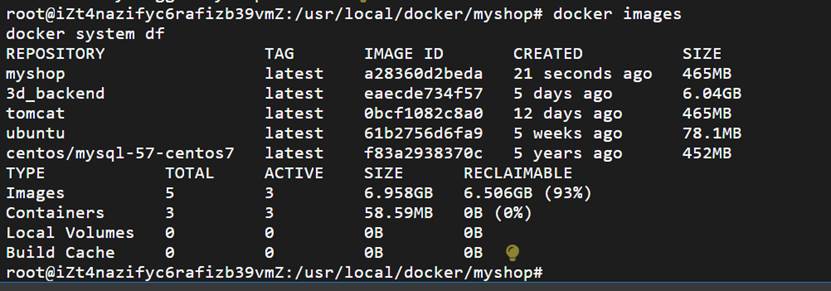 root@iZt4nazifyc6rafizb39vmZ:/usr/local/docker/myshop# docker images
docker system df
REPOSITORY TAG IMAGE ID CREATED SIZE
myshop latest a28360d2beda 21 seconds ago 465MB
3d_backend latest eaecde734f57 5 days ago 6.04GB
tomcat latest 0bcf1082c8a0 12 days ago 465MB
ubuntu latest 61b2756d6fa9 5 weeks ago 78.1MB
centos/mysql-57-centos7 latest f83a2938370c 5 years ago 452MB
TYPE TOTAL ACTIVE SIZE RECLAIMABLE
Images 5 3 6.958GB 6.506GB (93%)
Containers 3 3 58.59MB 0B (0%)
Local Volumes 0 0 0B 0B
Build Cache 0 0 0B 0B
root@iZt4nazifyc6rafizb39vmZ:/usr/local/docker/myshop#